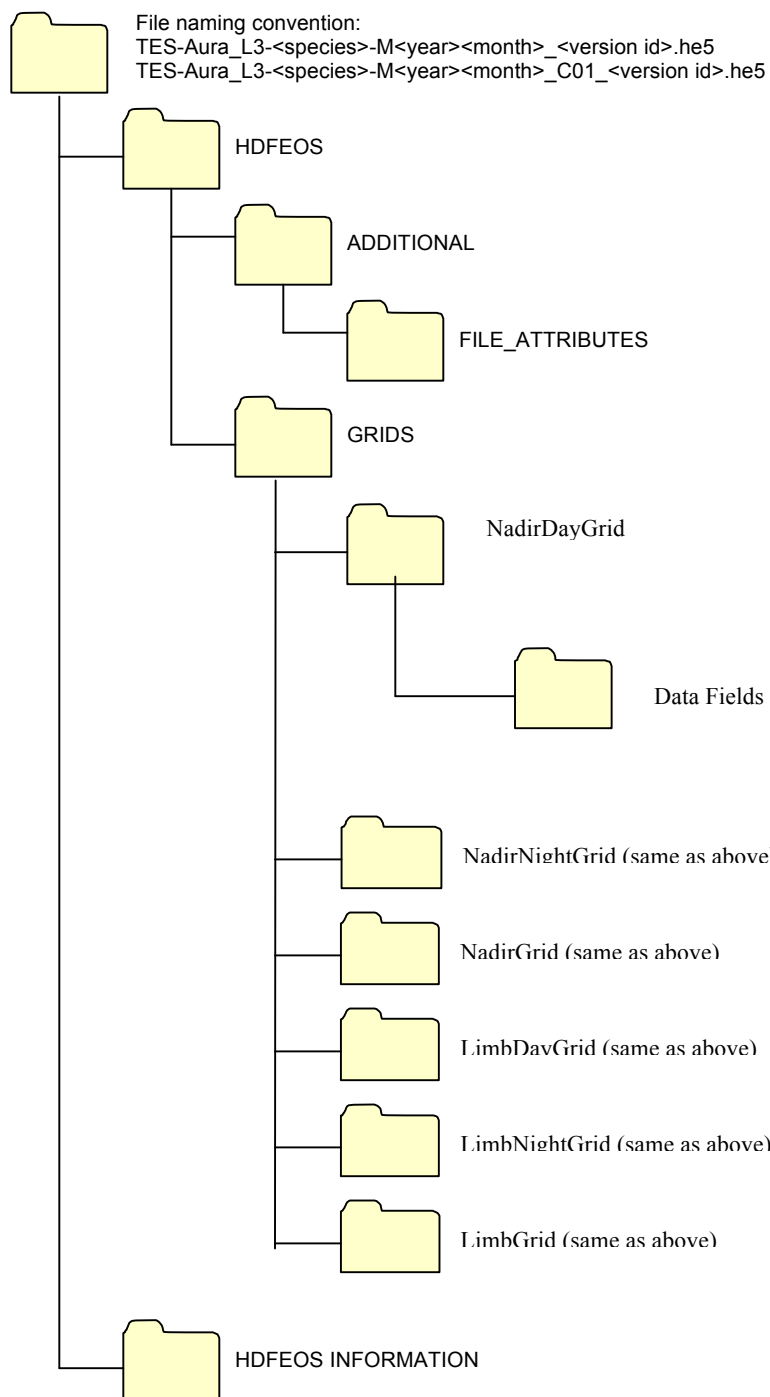 File naming convention:
TES-Aura_L3-<species>-M<year><month>_<version id>.he5
TES-Aura_L3-<species>-M<year><month>_C01_<version id>.he5
HDFEOS
ADDITIONAL
FILE_ATTRIBUTES
GRIDS
NadirDayGrid
Data Fields
NadirNightGrid (same as above)
NadirGrid (same as above)
LimbDayGrid (same as above)
LimbNightGrid (same as above)
LimbGrid (same as above)
HDFEOS INFORMATION